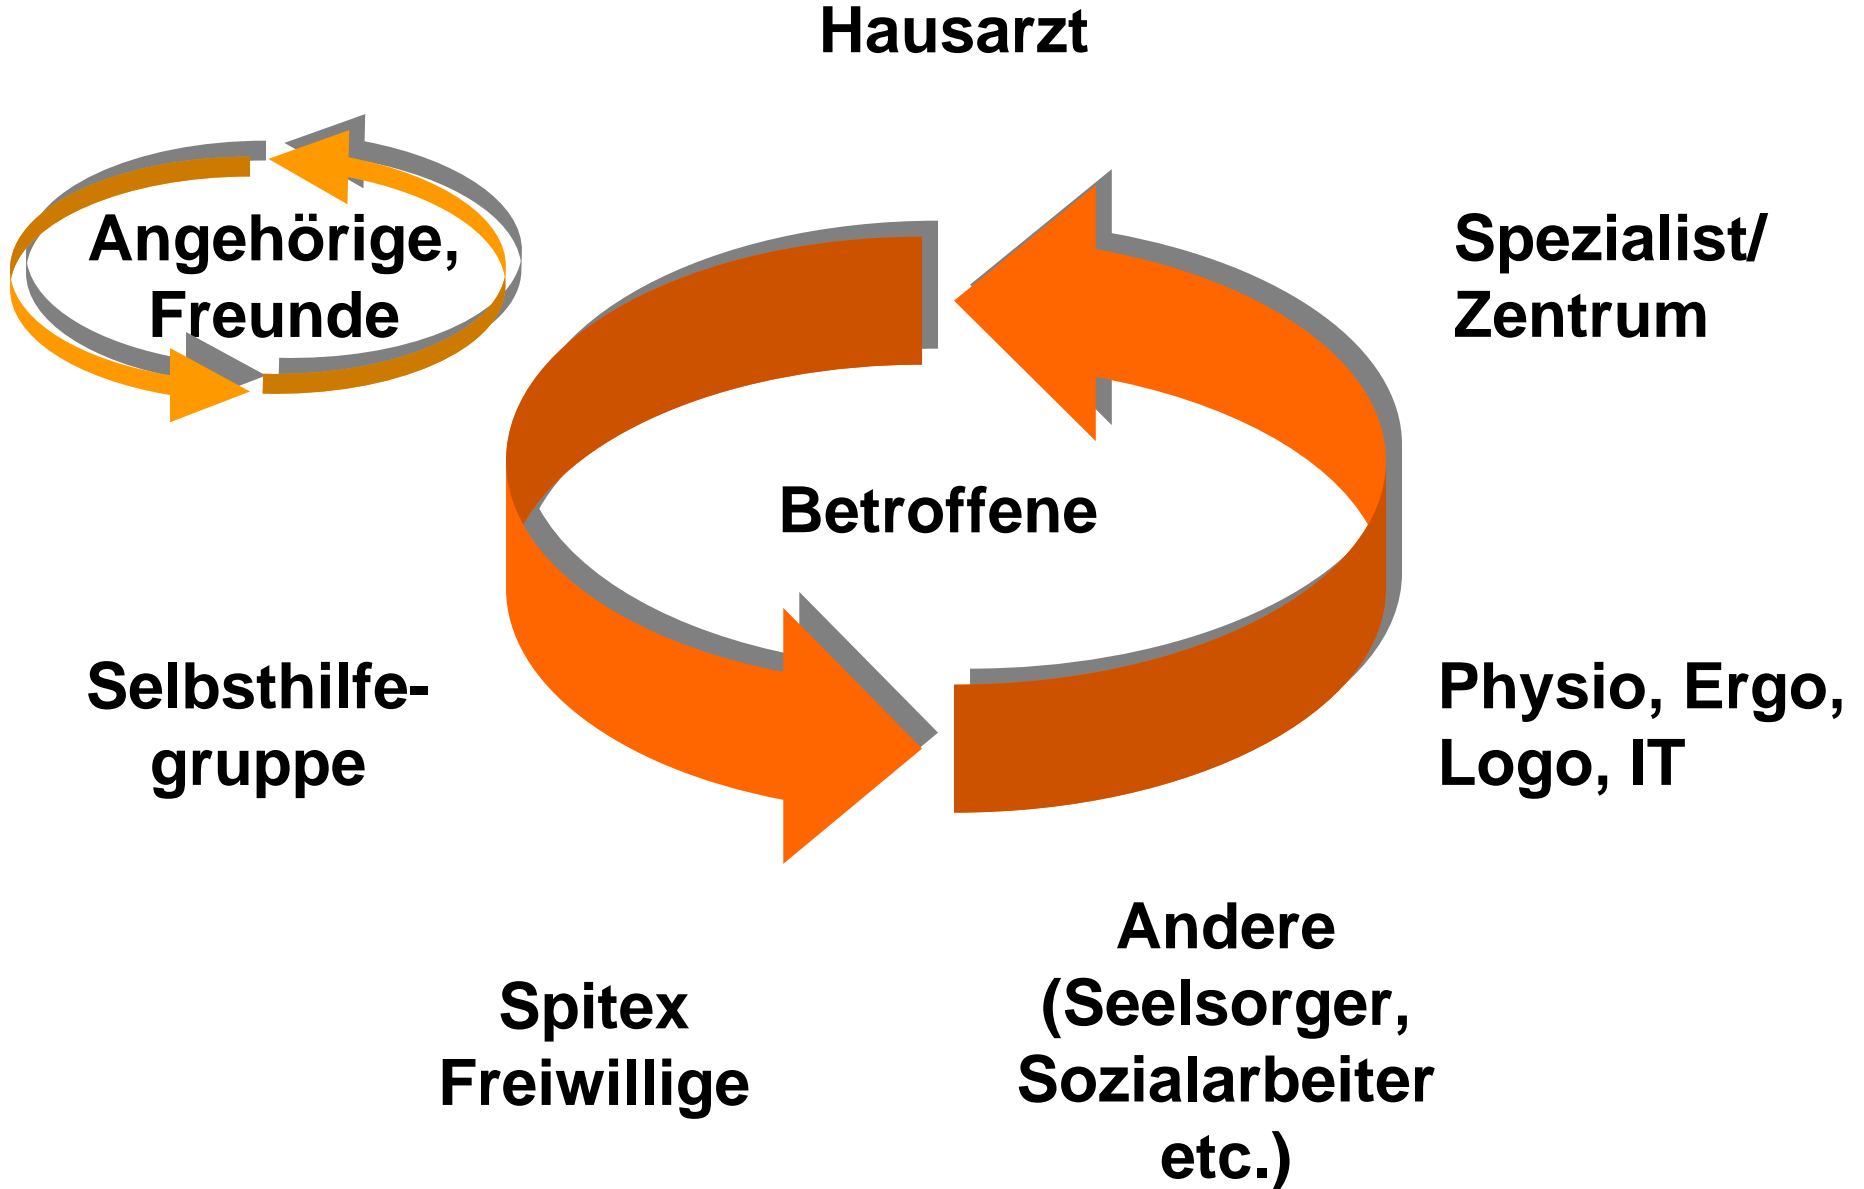 Hausarzt
Angehörige,
Freunde
Spezialist/
Zentrum
Betroffene
Selbsthilfe-
gruppe
Physio, Ergo,
Logo, IT
Andere
(Seelsorger,
Sozialarbeiter
etc.)
Spitex
Freiwillige